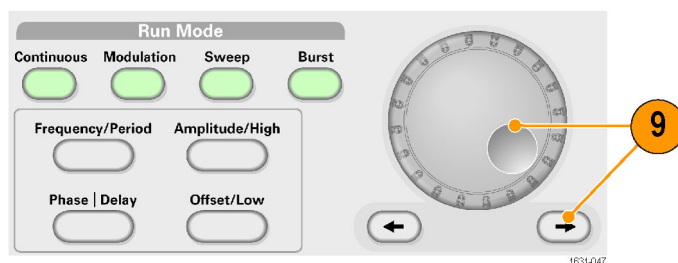 Run Mode
Continuous Modulation Sweep Burst
Frequency/Period Amplitude/High
Phase | Delay Offset/Low
9
1631-047